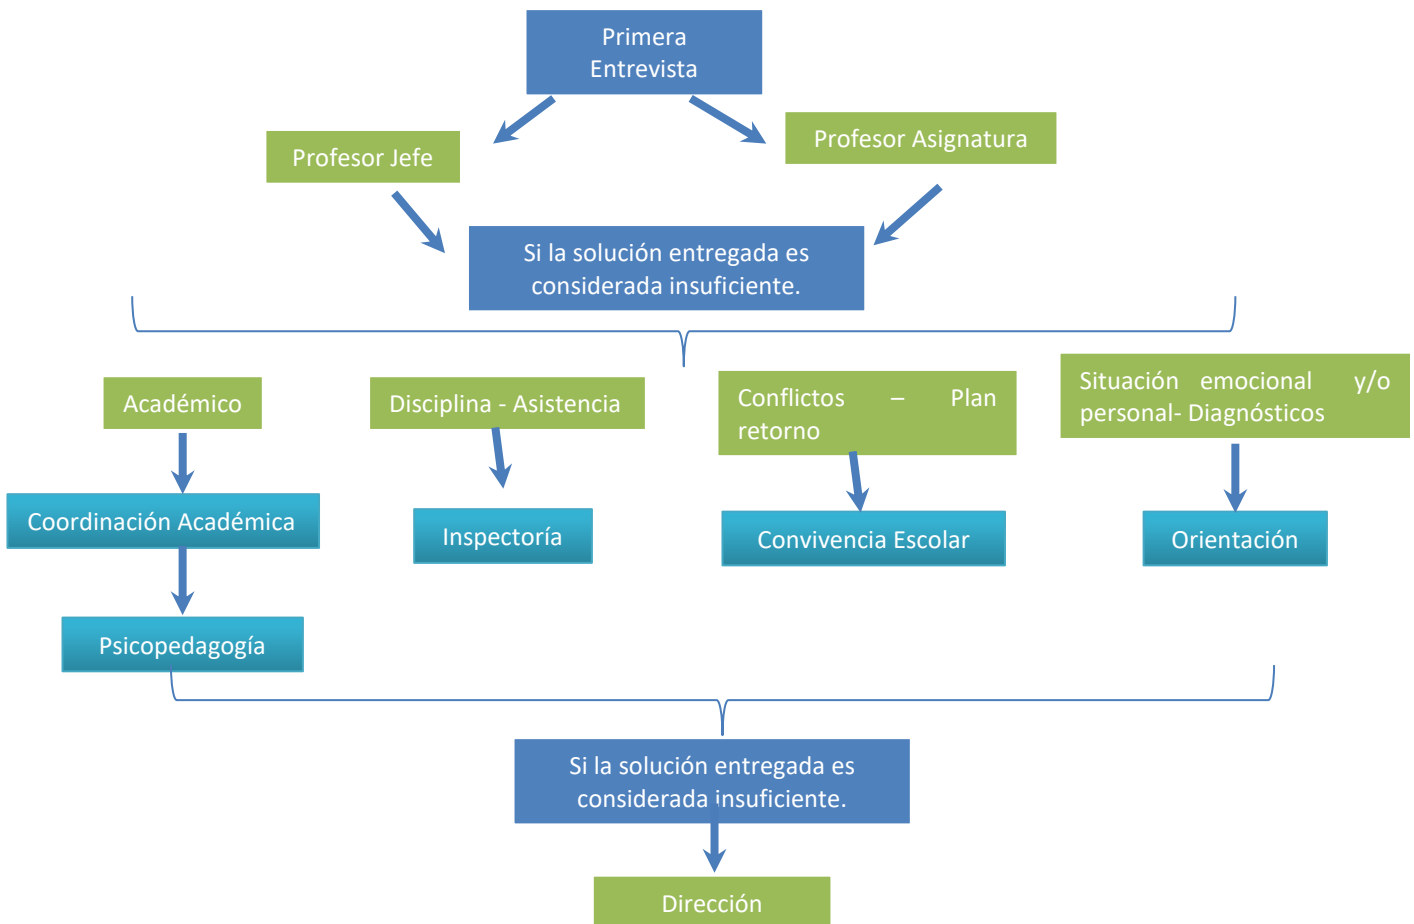 Primera
Entrevista
Profesor Jefe
Profesor Asignatura
Si la solución entregada es
considerada insuficiente.
Académico
Disciplina - Asistencia
Conflictos – Plan
retorno
Situación emocional y/o
personal- Diagnósticos
Coordinación Académica
Inspectoría
Convivencia Escolar
Orientación
Psicopedagogía
Si la solución entregada es
considerada insuficiente.
Dirección